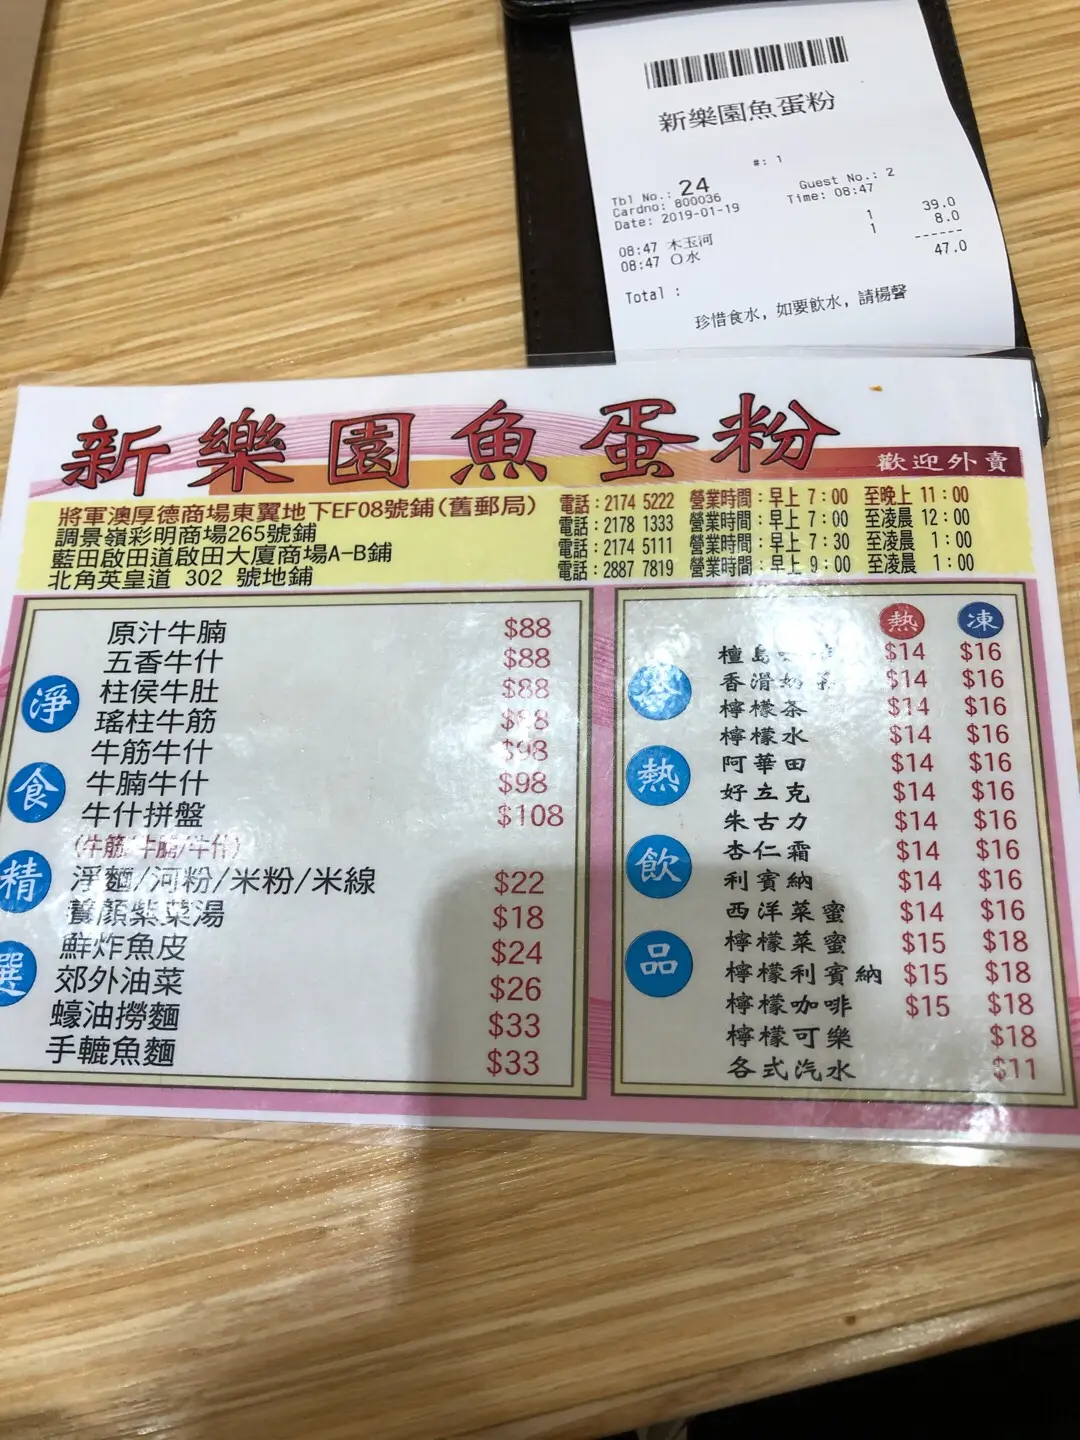 新樂園魚蛋粉
#: 1
Tbl No.: 24 Guest No.: 2
Cardno: 800036 Time: 08:47
Date: 2019-01-19
08:47 木玉河 1 39.0
08:47 〇水 1 8.0
------
Total : 47.0
珍惜食水, 如要飲水, 請楊聲
新樂園魚蛋粉
歡迎外賣
將軍澳厚德商場東翼地下EF08號鋪(舊郵局) 電話:2174 5222 營業時間:早上 7:00 至晚上 11:00
調景嶺彩明商場265號鋪 電話:2178 1333 營業時間:早上 7:00 至凌晨 12:00
藍田啟田道啟田大廈商場A-B鋪 電話:2174 5111 營業時間:早上 7:30 至凌晨 1:00
北角英皇道 302 號地鋪 電話:2887 7819 營業時間:早上 9:00 至凌晨 1:00
淨食精選
原汁牛腩 $88
五香牛什 $88
柱侯牛肚 $88
瑤柱牛筋
牛筋牛什 $98
牛腩牛什 $98
牛什拼盤 $108
(牛筋/牛腩/牛什)
淨麵/河粉/米粉/米線 $22
養顏紫菜湯 $18
鮮炸魚皮 $24
郊外油菜 $26
蠔油撈麵 $33
手轆魚麵 $33
熱飲品
熱 凍
檀島 $14 $16
香滑奶茶 $14 $16
檸檬茶 $14 $16
檸檬水 $14 $16
阿華田 $14 $16
好立克 $14 $16
朱古力 $14 $16
杏仁霜 $14 $16
利賓納 $14 $16
西洋菜蜜 $14 $16
檸檬菜蜜 $15 $18
檸檬利賓納 $15 $18
檸檬咖啡 $15 $18
檸檬可樂 $18
各式汽水 $11